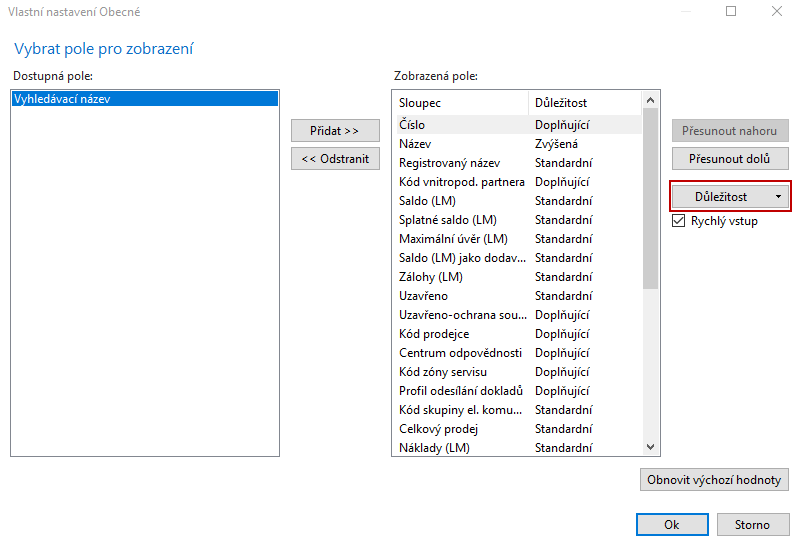 Vlastní nastavení Obecné
Vybrat pole pro zobrazení
Dostupná pole:
Vyhledávací název
Přidat >>
<< Odstranit
Zobrazená pole:
Sloupec Důležitost
Číslo Doplňující
Název Zvýšená
Registrovaný název Standardní
Kód vnitropod. partnera Doplňující
Saldo (LM) Standardní
Splatné saldo (LM) Standardní
Maximální úvěr (LM) Standardní
Saldo (LM) jako dodav... Standardní
Zálohy (LM) Standardní
Uzavřeno Standardní
Uzavřeno-ochrana sou... Doplňující
Kód prodejce Doplňující
Centrum odpovědnosti Doplňující
Kód zóny servisu Doplňující
Profil odesílání dokladů Doplňující
Kód skupiny el. komu... Standardní
Celkový prodej Standardní
Náklady (LM) Standardní
Přesunout nahoru
Přesunout dolů
Důležitost
Rychlý vstup
Obnovit výchozí hodnoty
Ok
Storno